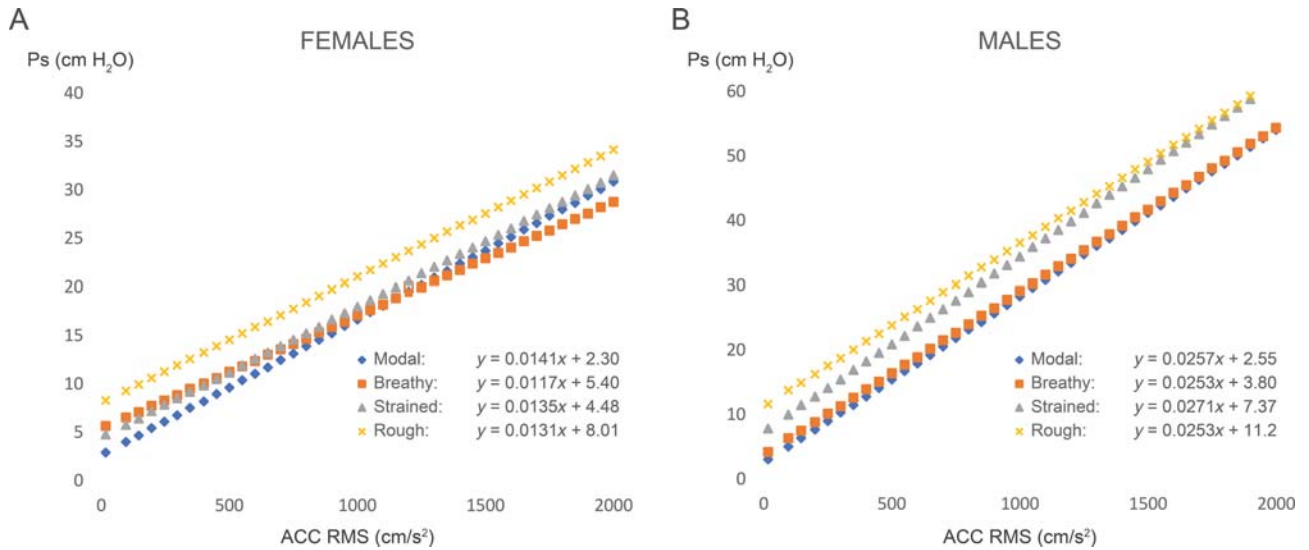 A
FEMALES
Ps (cm H₂O)
40
35
30
25
20
15
10
5
0
0 500 1000 1500 2000
ACC RMS (cm/s²)
Modal: y = 0.0141x + 2.30
Breathy: y = 0.0117x + 5.40
Strained: y = 0.0135x + 4.48
Rough: y = 0.0131x + 8.01
B
MALES
Ps (cm H₂O)
60
50
40
30
20
10
0
0 500 1000 1500 2000
ACC RMS (cm/s²)
Modal: y = 0.0257x + 2.55
Breathy: y = 0.0253x + 3.80
Strained: y = 0.0271x + 7.37
Rough: y = 0.0253x + 11.2